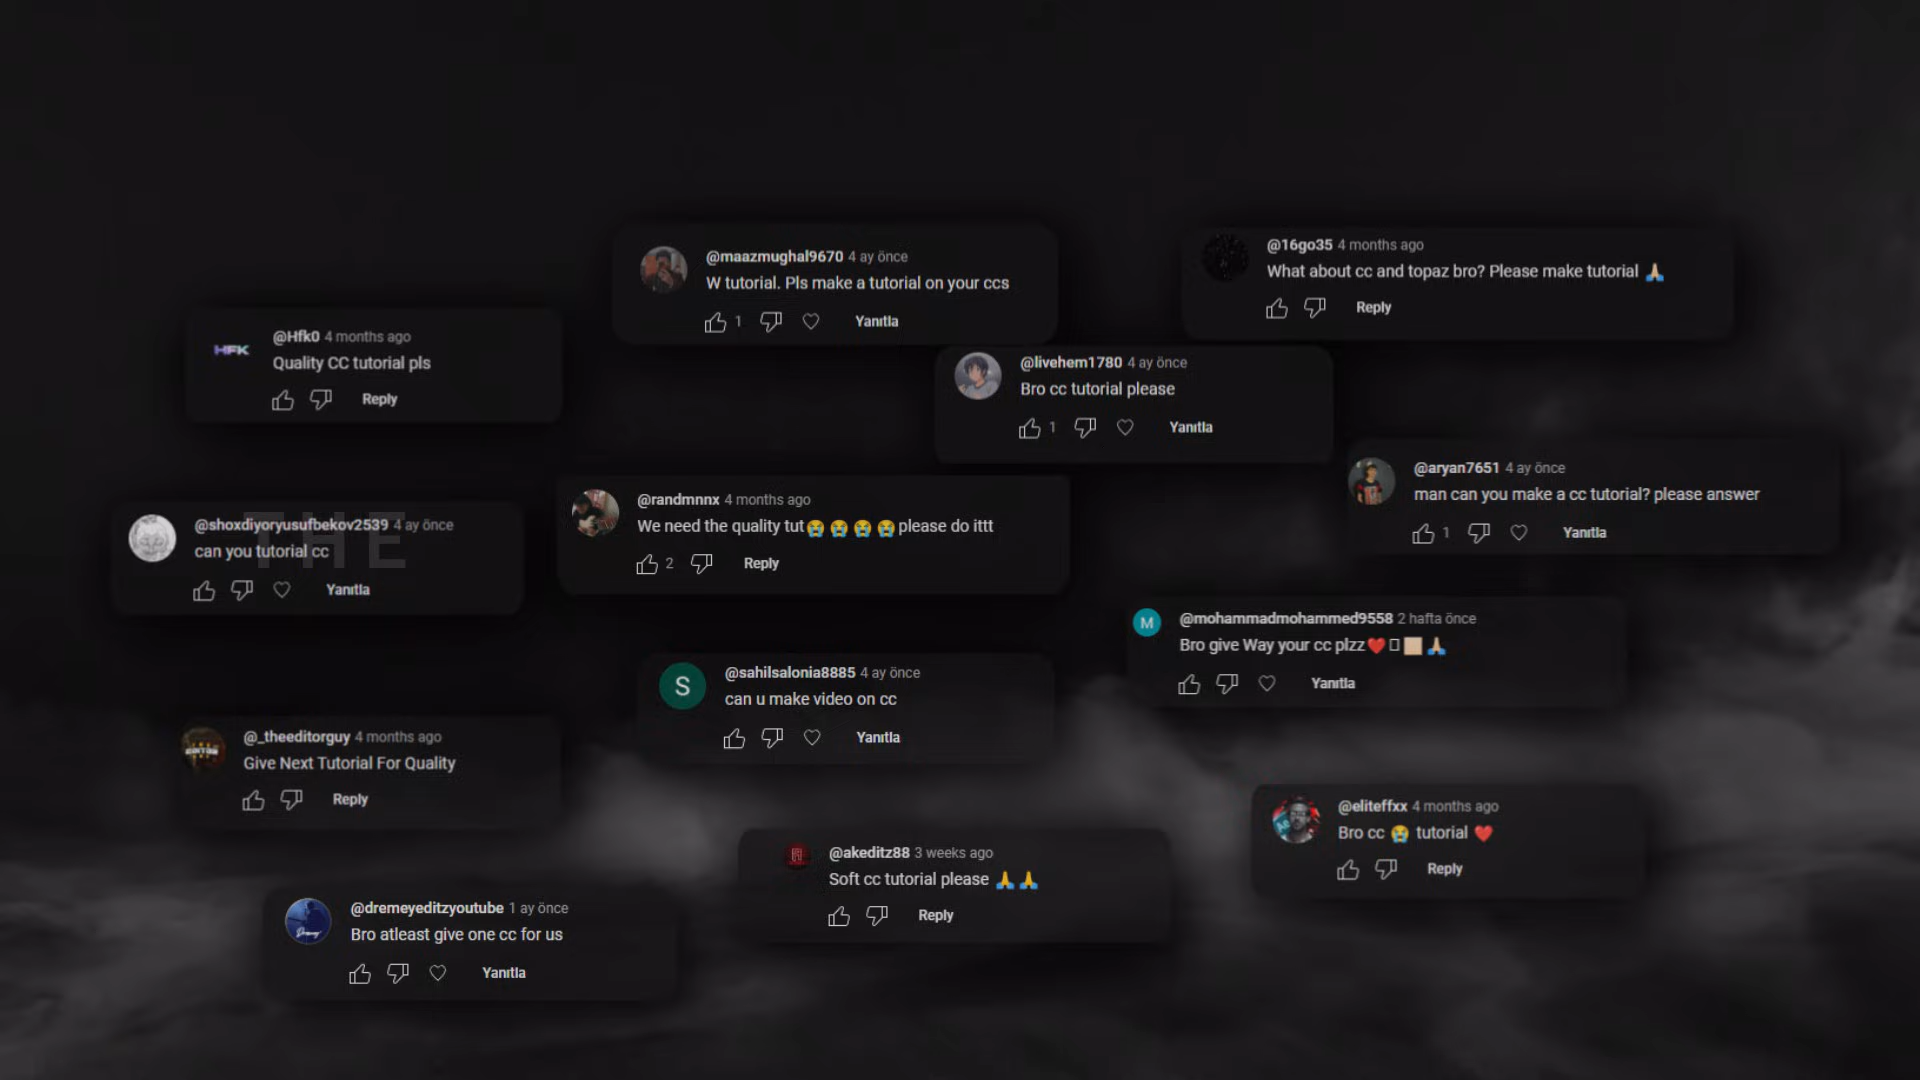 @maazmughal9670 4 ay önce
W tutorial. Pls make a tutorial on your ccs
1 Yanıtla
@16go35 4 months ago
What about cc and topaz bro? Please make tutorial 🙏🏼
Reply
HFK
@Hfk0 4 months ago
Quality CC tutorial pls
Reply
@livehem1780 4 ay önce
Bro cc tutorial please
1 Yanıtla
@aryan7651 4 ay önce
man can you make a cc tutorial? please answer
1 Yanıtla
@shoxdiyoryusufbekov2539 4 ay önce
can you tutorial cc
Yanıtla
THE
@randmnnx 4 months ago
We need the quality tut😭😭😭😭please do ittt
2 Reply
M
@mohammadmohammed9558 2 hafta önce
Bro give Way your cc plzz❤️🏼🙏🏼
Yanıtla
S
@sahilsalonia8885 4 ay önce
can u make video on cc
Yanıtla
@_theeditorguy 4 months ago
Give Next Tutorial For Quality
Reply
@eliteffxx 4 months ago
Bro cc 😭 tutorial ❤️
Reply
@akeditz88 3 weeks ago
Soft cc tutorial please 🙏🙏
Reply
@dremeyeditzyoutube 1 ay önce
Bro atleast give one cc for us
Yanıtla